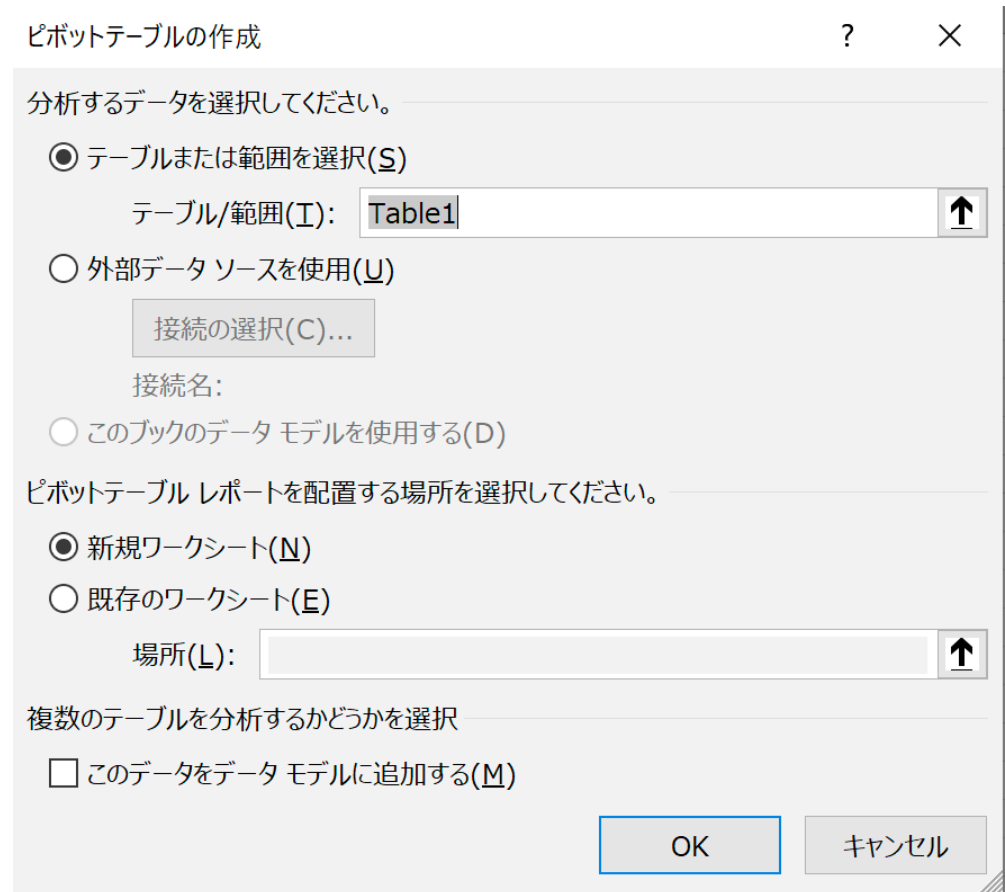 ピボットテーブルの作成 ?
分析するデータを選択してください。
テーブルまたは範囲を選択(S)
テーブル/範囲(T): Table1
外部データ ソースを使用(U)
接続の選択(C)...
接続名:
このブックのデータ モデルを使用する(D)
ピボットテーブル レポートを配置する場所を選択してください。
新規ワークシート(N)
既存のワークシート(E)
場所(L):
複数のテーブルを分析するかどうかを選択
このデータをデータ モデルに追加する(M)
OK キャンセル